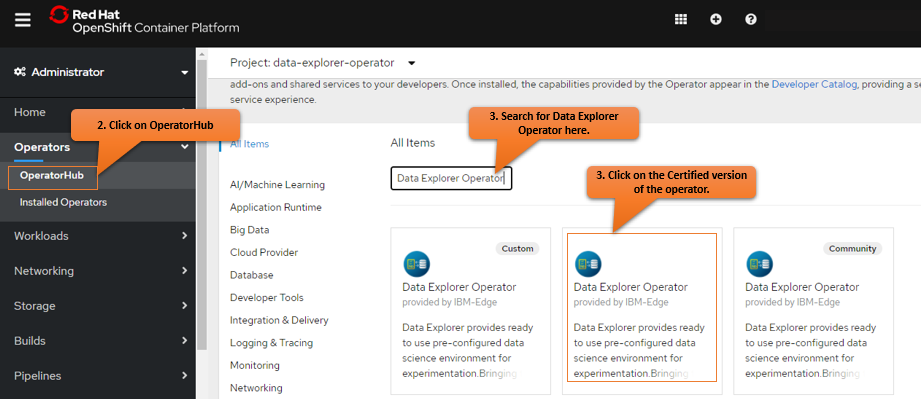 Red Hat
OpenShift Container Platform
Administrator
Home
Operators
OperatorHub
Installed Operators
Workloads
Networking
Storage
Builds
Pipelines
Project: data-explorer-operator
add-ons and shared services to your developers. Once installed, the capabilities provided by the Operator appear in the Developer Catalog, providing a se
service experience.
2. Click on OperatorHub
3. Search for Data Explorer
Operator here.
All Items
All Items
Data Explorer Operator
3. Click on the Certified version
of the operator.
AI/Machine Learning
Application Runtime
Big Data
Cloud Provider
Database
Developer Tools
Integration & Delivery
Logging & Tracing
Monitoring
Networking
Custom
Data Explorer Operator
provided by IBM-Edge
Data Explorer provides ready
to use pre-configured data
science environment for
experimentation.Bringing
Data Explorer Operator
provided by IBM-Edge
Data Explorer provides ready
to use pre-configured data
science environment for
experimentation.Bringing
Community
Data Explorer Operator
provided by IBM-Edge
Data Explorer provides ready
to use pre-configured data
science environment for
experimentation.Bringing